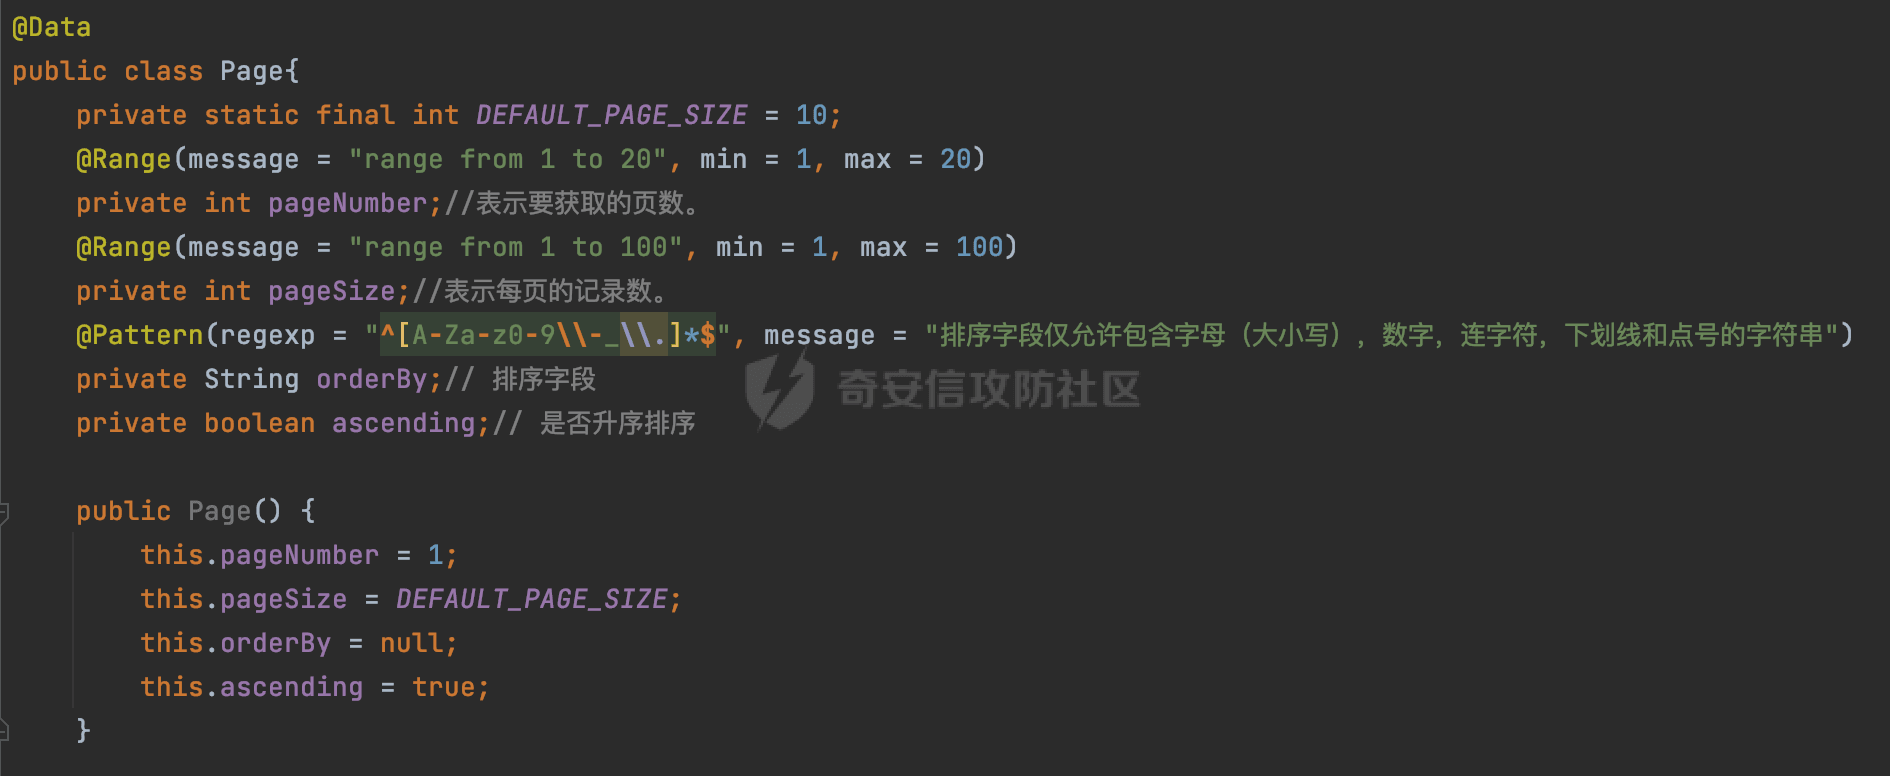 @Data
public class Page{
    private static final int DEFAULT_PAGE_SIZE = 10;
    @Range(message = "range from 1 to 20", min = 1, max = 20)
    private int pageNumber;//表示要获取的页数。
    @Range(message = "range from 1 to 100", min = 1, max = 100)
    private int pageSize;//表示每页的记录数。
    @Pattern(regexp = "^[A-Za-z0-9\\-_\\.]*$", message = "排序字段仅允许包含字母（大小写），数字，连字符，下划线和点号的字符串")
    private String orderBy;// 排序字段
奇安信攻防社区
    private boolean ascending;// 是否升序排序
    public Page() {
        this.pageNumber = 1;
        this.pageSize = DEFAULT_PAGE_SIZE;
        this.orderBy = null;
        this.ascending = true;
    }